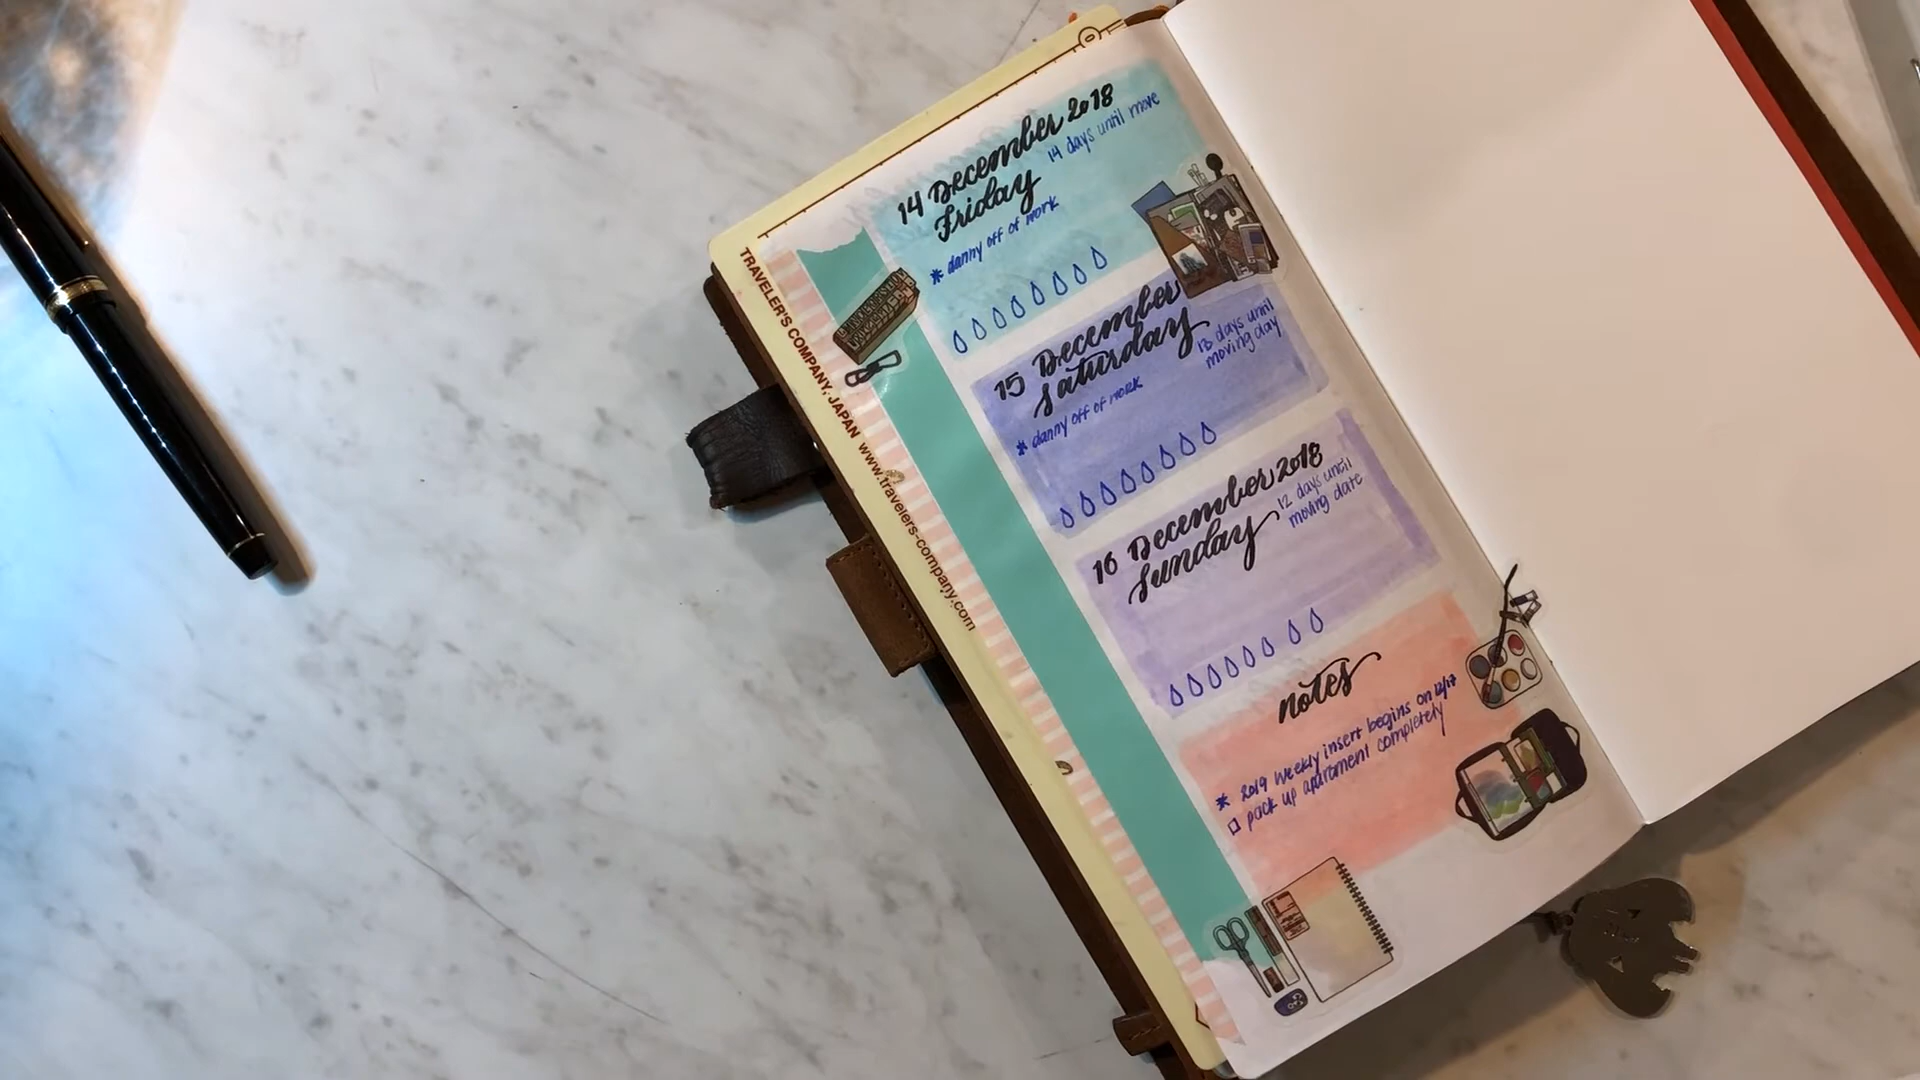 TRAVELER'S COMPANY, JAPAN www.travelers-company.com
14 December 2018
Friday
14 days until move
* danny off of work
15 December
Saturday
13 days until
moving day
* danny off of work
16 December 2018
Sunday
12 days until
moving date
notes
* 2019 weekly insert begins on 12/17
□ pack up apartment completely